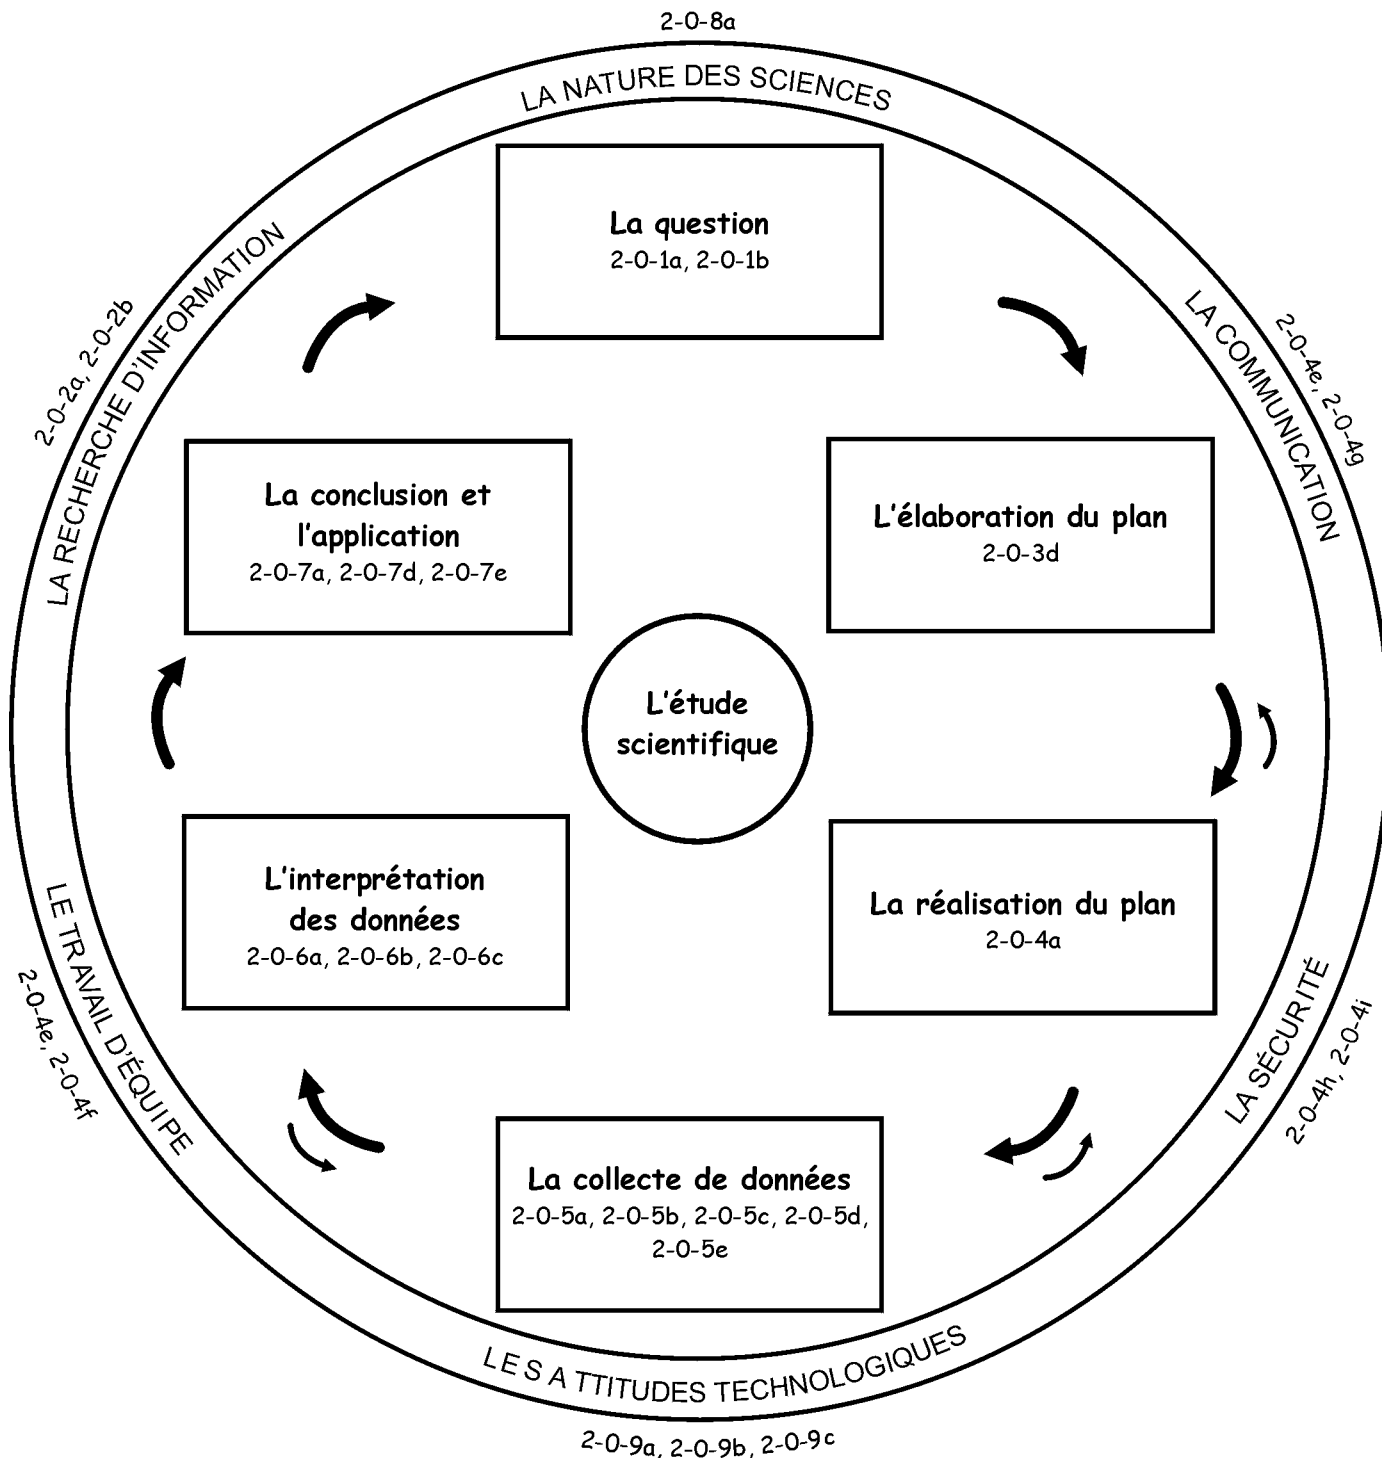 2-0-8a
LA NATURE DES SCIENCES
La question
2-0-1a, 2-0-1b
LA RECHERCHE D'INFORMATION
2-0-2a, 2-0-2b
LA COMMUNICATION
2-0-4e, 2-0-4g
La conclusion et
l'application
2-0-7a, 2-0-7d, 2-0-7e
L'élaboration du plan
2-0-3d
L'étude
scientifique
L'interprétation
des données
2-0-6a, 2-0-6b, 2-0-6c
La réalisation du plan
2-0-4a
LE TRAVAIL D'ÉQUIPE
2-0-4e, 2-0-4f
LA SÉCURITÉ
2-0-4h, 2-0-4i
La collecte de données
2-0-5a, 2-0-5b, 2-0-5c, 2-0-5d,
2-0-5e
LES ATTITUDES TECHNOLOGIQUES
2-0-9a, 2-0-9b, 2-0-9c